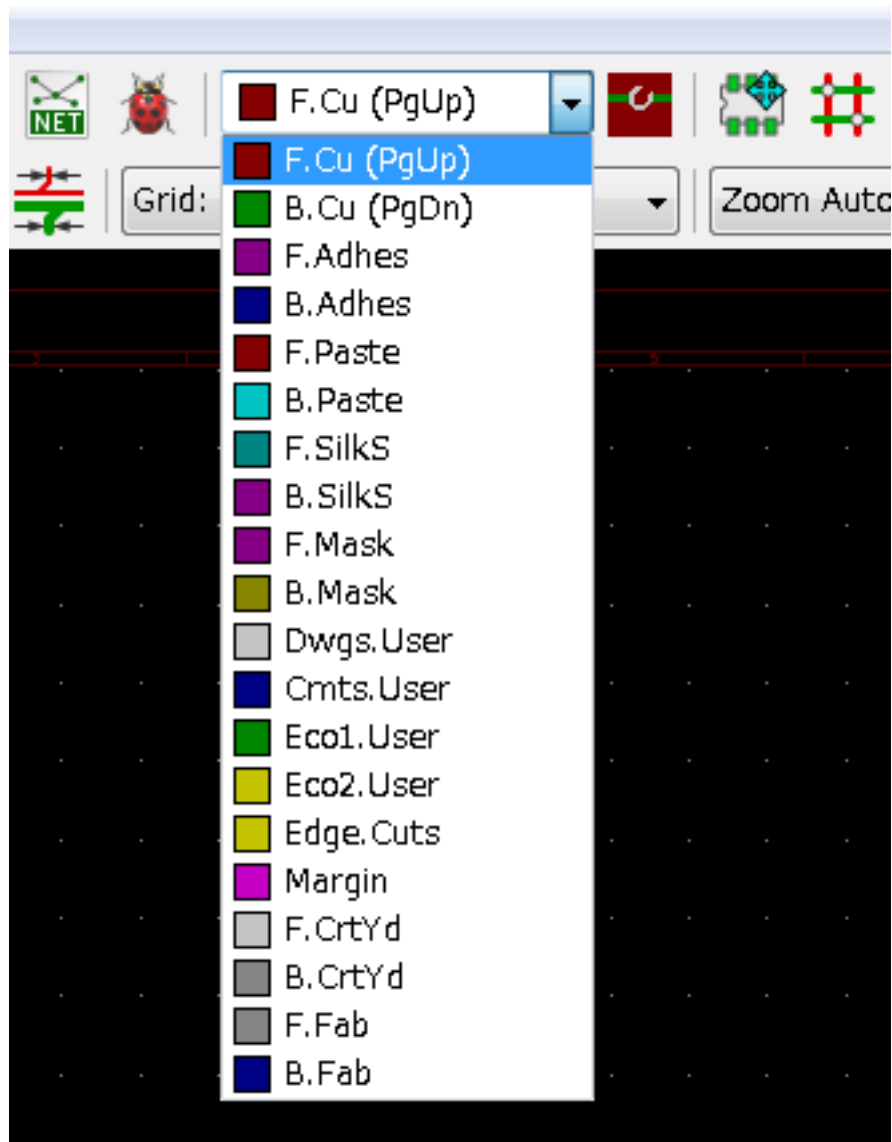 NET
F.Cu (PgUp)
F.Cu (PgUp)
Grid:
Zoom Auto
B.Cu (PgDn)
F.Adhes
B.Adhes
F.Paste
B.Paste
F.SilkS
B.SilkS
F.Mask
B.Mask
Dwgs.User
Cmts.User
Eco1.User
Eco2.User
Edge.Cuts
Margin
F.CrtYd
B.CrtYd
F.Fab
B.Fab